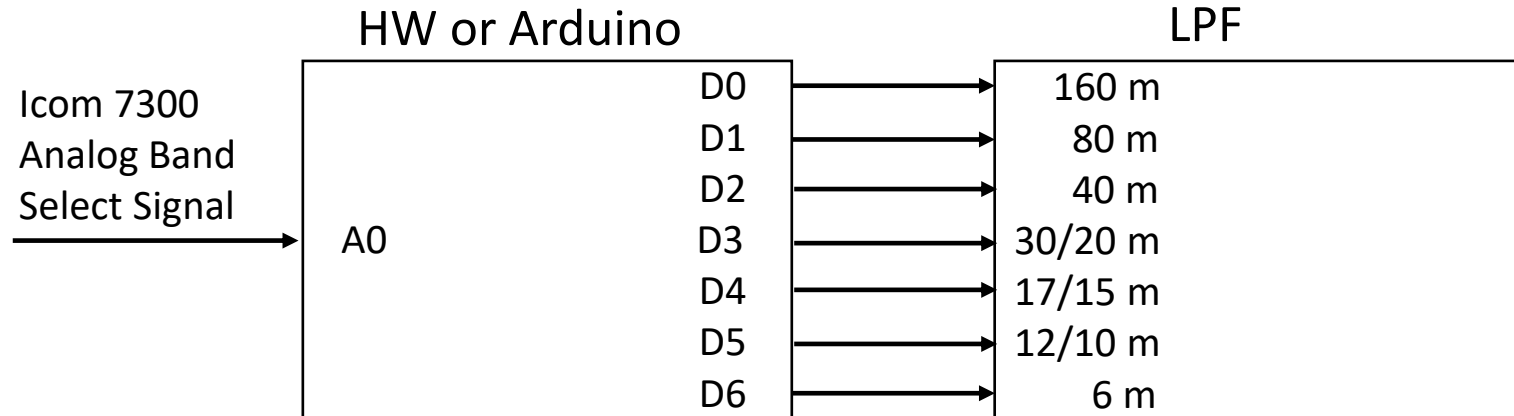 HW or Arduino
LPF
Icom 7300
Analog Band
Select Signal
A0
D0
D1
D2
D3
D4
D5
D6
160 m
80 m
40 m
30/20 m
17/15 m
12/10 m
6 m